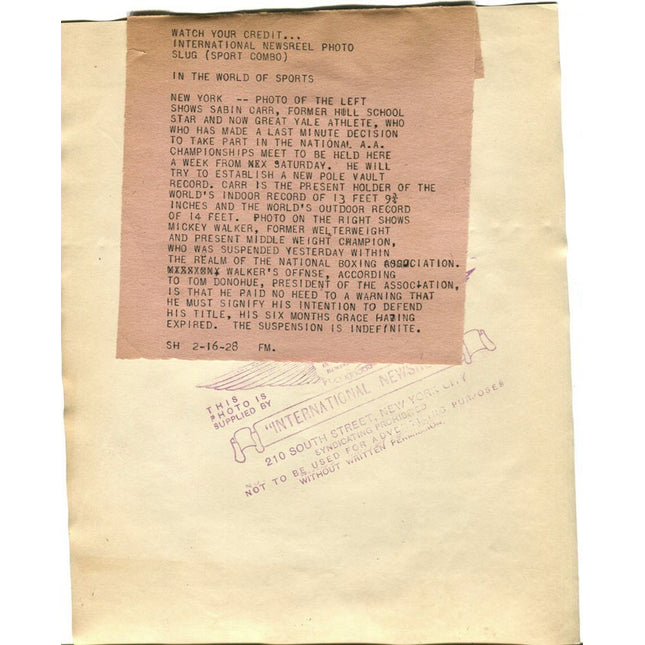 WATCH YOUR CREDIT...
INTERNATIONAL NEWSREEL PHOTO
SLUG (SPORT COMBO)
IN THE WORLD OF SPORTS
NEW YORK -- PHOTO OF THE LEFT
SHOWS SABIN CARR, FORMER HILL SCHOOL
STAR AND NOW GREAT YALE ATHLETE, WHO
WHO HAS MADE A LAST MINUTE DECISION
TO TAKE PART IN THE NATIONAL A.A.
CHAMPIONSHIPS MEET TO BE HELD HERE
A WEEK FROM NEX SATURDAY. HE WILL
TRY TO ESTABLISH A NEW POLE VAULT
RECORD. CARR IS THE PRESENT HOLDER OF THE
WORLD'S INDOOR RECORD OF 13 FEET 9¾
INCHES AND THE WORLD'S OUTDOOR RECORD
OF 14 FEET. PHOTO ON THE RIGHT SHOWS
MICKEY WALKER, FORMER WELTERWEIGHT
AND PRESENT MIDDLE WEIGHT CHAMPION,
WHO WAS SUSPENDED YESTERDAY WITHIN
THE REALM OF THE NATIONAL BOXING ASSOCIATION.
WALKER'S OFFNSE, ACCORDING
TO TOM DONOHUE, PRESIDENT OF THE ASSOCIATION,
IS THAT HE PAID NO HEED TO A WARNING THAT
HE MUST SIGNIFY HIS INTENTION TO DEFEND
HIS TITLE, HIS SIX MONTHS GRACE HAVING
EXPIRED. THE SUSPENSION IS INDEFINITE.
SH 2-16-28 FM.
THIS
PHOTO IS
SUPPLIED BY
"INTERNATIONAL
210 SOUTH STREET, NEW YORK CITY
SYNDICATING PROHIBITED
NOT TO BE USED FOR ADVERTISING PURPOSES
WITHOUT WRITTEN PERMISSION.